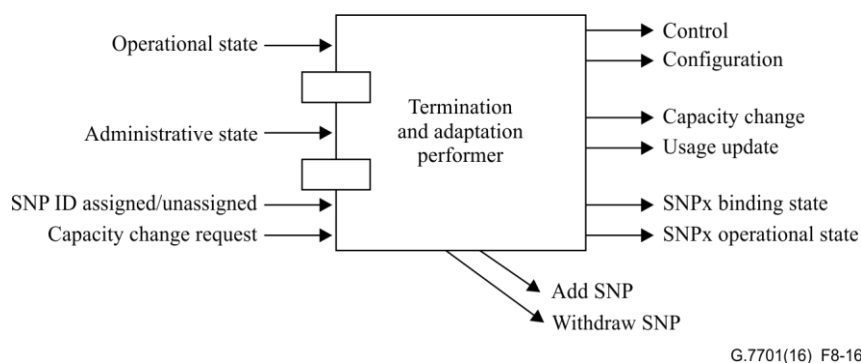 Operational state
Administrative state
SNP ID assigned/unassigned
Capacity change request
Termination
and adaptation
performer
Control
Configuration
Capacity change
Usage update
SNPx binding state
SNPx operational state
Add SNP
Withdraw SNP
G.7701(16)_F8-16